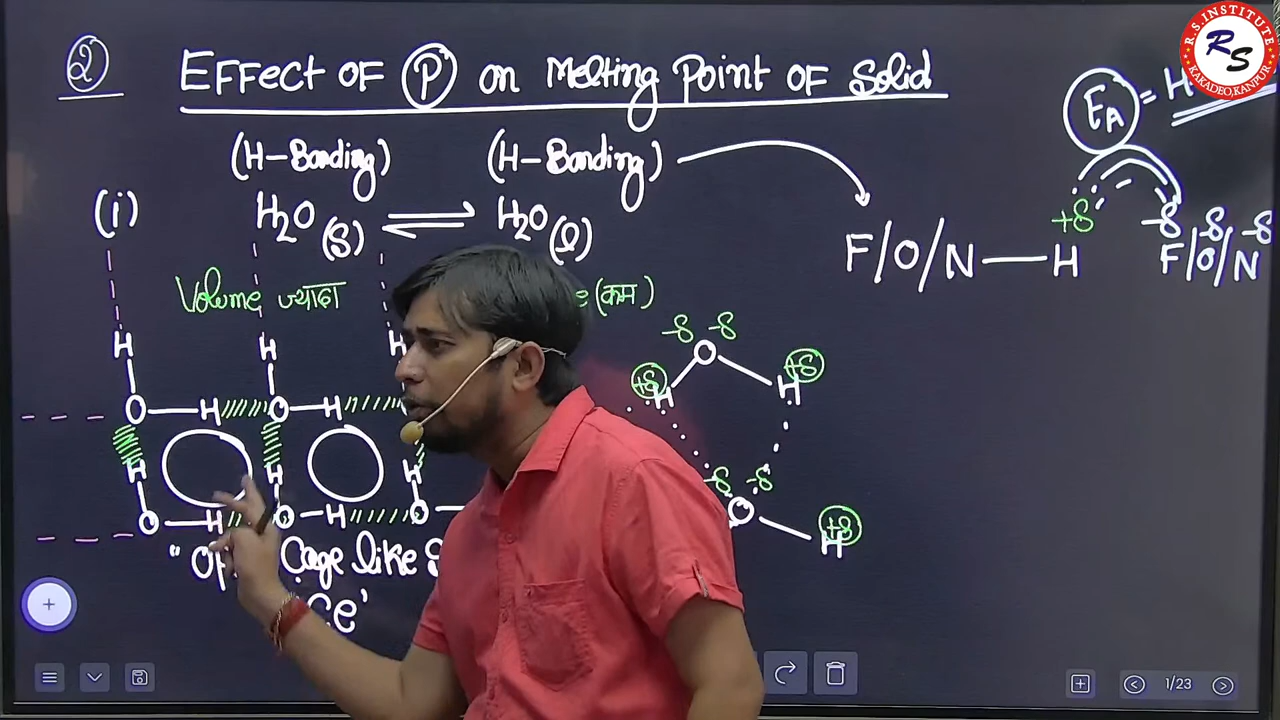 ② Effect of Ⓟ on Melting Point of Solid
(H-Bonding) (H-Bonding)
(i) H2O(s) ⇌ H2O(l)
Volume ज्यादा (कम)
EA = H
F/O/N — H +δ -δ -δ -δ F/O/N
H H H
O — H O — H
H H H
O — H O — H O
-δ -δ
O
+δ H H +δ
-δ -δ
O
H +δ
Cage like
R.S. INSTITUTE
RS
KAKADEO, KANPUR
1/23